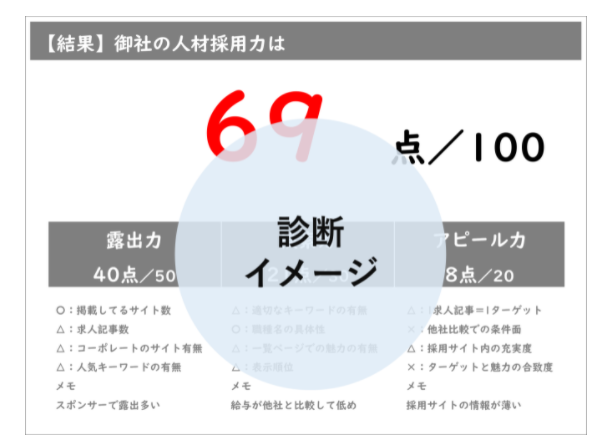 【結果】御社の人材採用力は
69
点／100
診断
イメージ
露出力
40点／50
アピール力
8点／20
○：掲載してるサイト数
△：求人記事数
△：コーポレートのサイト有無
△：人気キーワードの有無
メモ
スポンサーで露出多い
△：適切なキーワードの有無
○：職種名の具体性
△：一覧ページでの魅力の有無
△：表示順位
メモ
給与が他社と比較して低め
△：1求人記事=1ターゲット
×：他社比較での条件面
△：採用サイト内の充実度
×：ターゲットと魅力の合致度
メモ
採用サイトの情報が薄い